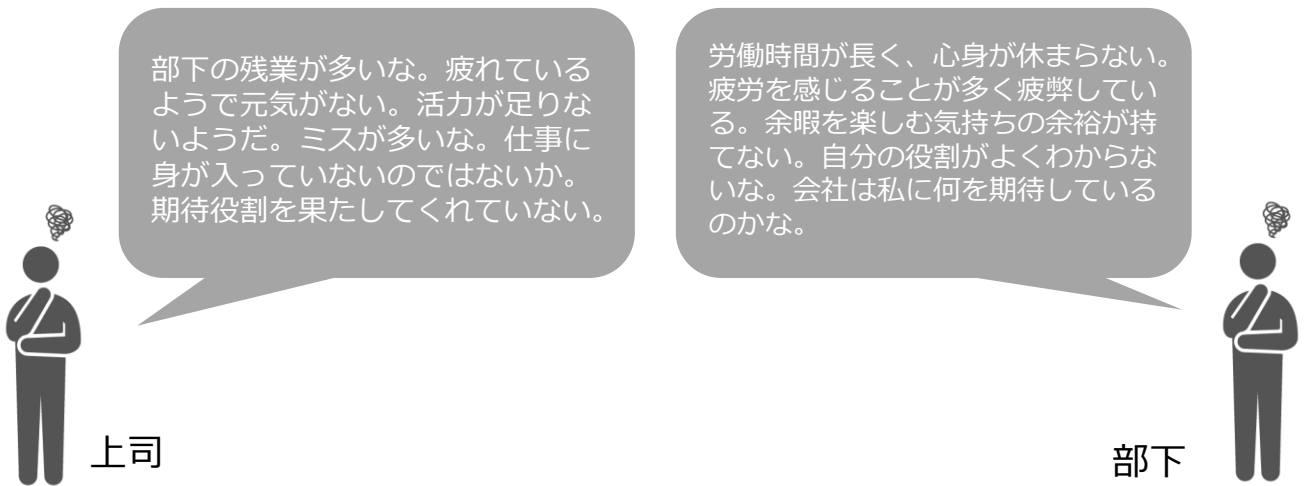 部下の残業が多いな。疲れている
ようで元気がない。活力が足りな
いようだ。ミスが多いな。仕事に
身が入っていないのではないか。
期待役割を果たしてくれていない。
労働時間が長く、心身が休まらない。
疲労を感じることが多く疲弊してい
る。余暇を楽しむ気持ちの余裕が持
てない。自分の役割がよくわからな
いな。会社は私に何を期待している
のかな。
上司
部下